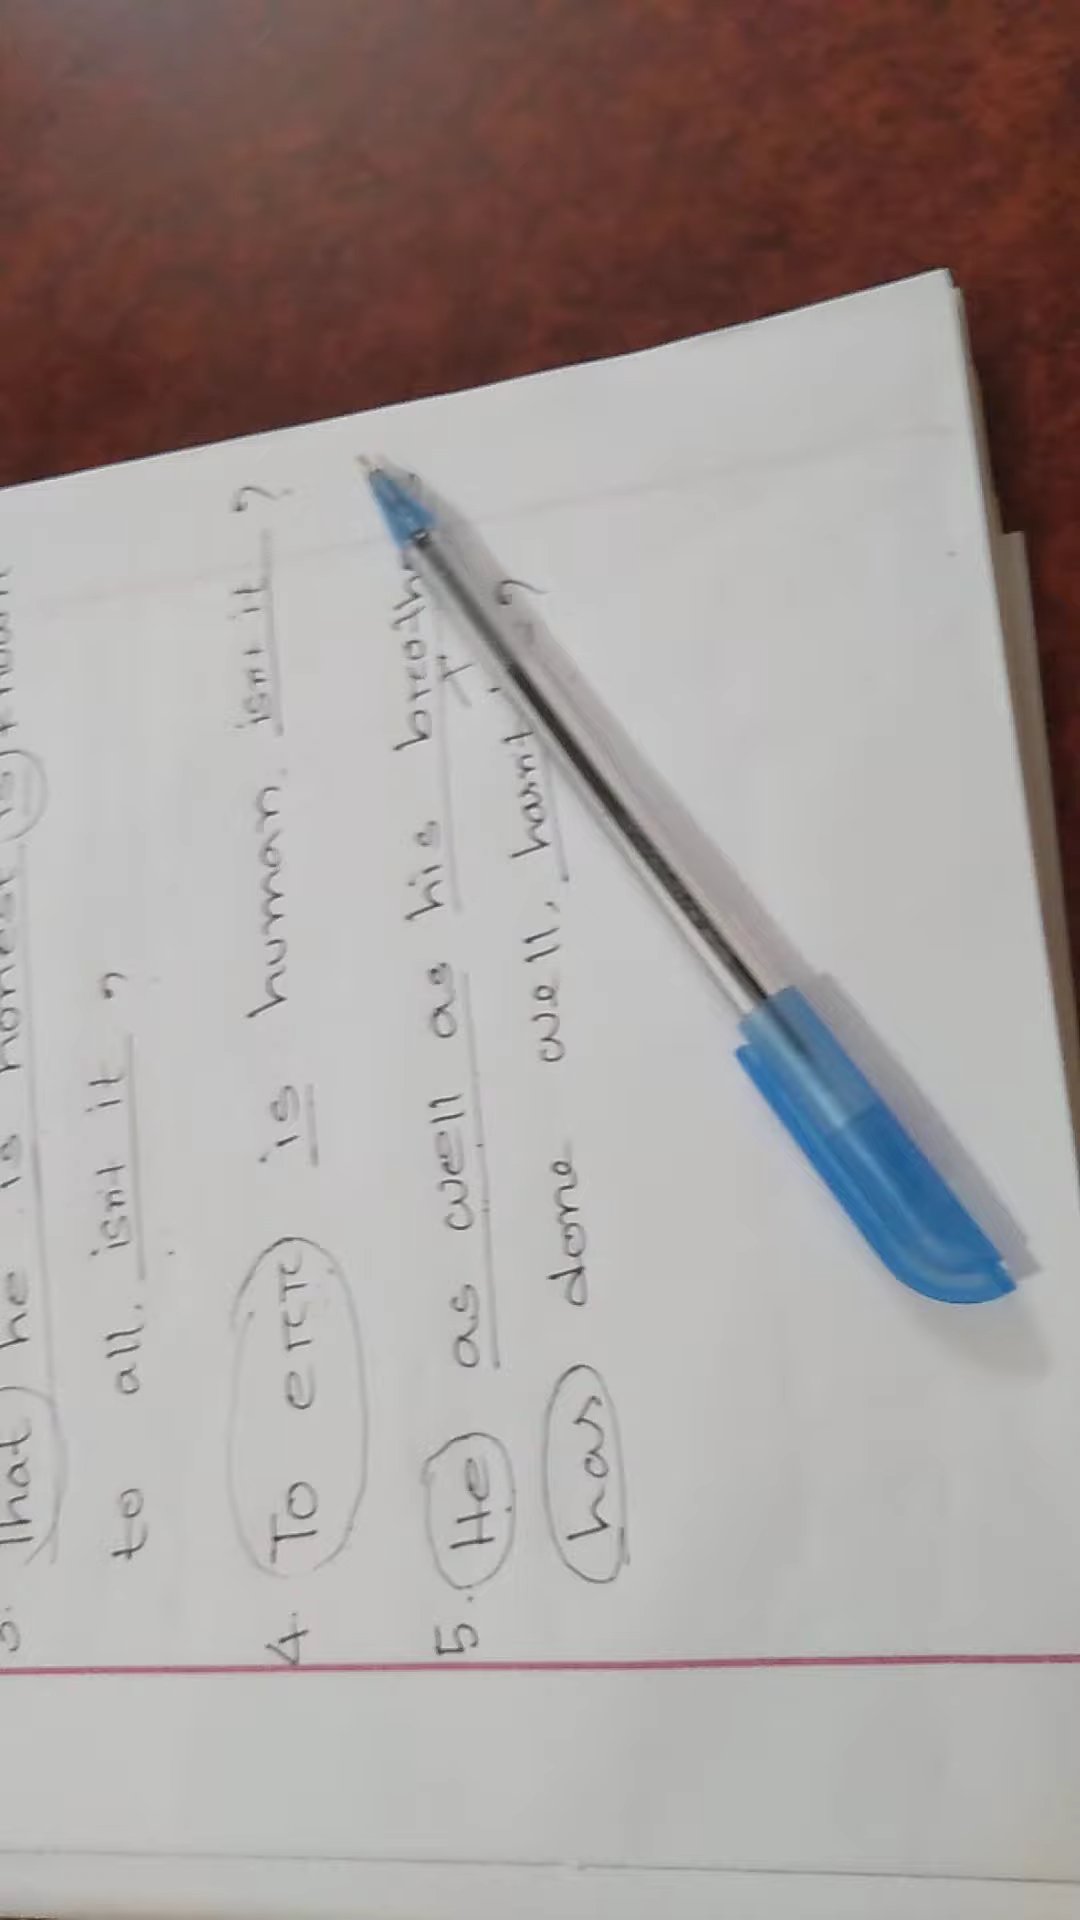 3. That he is honest is known
to all, isn't it ?
4. To err is human, isn't it ?
5. He as well as his
has done well, hasn't ?